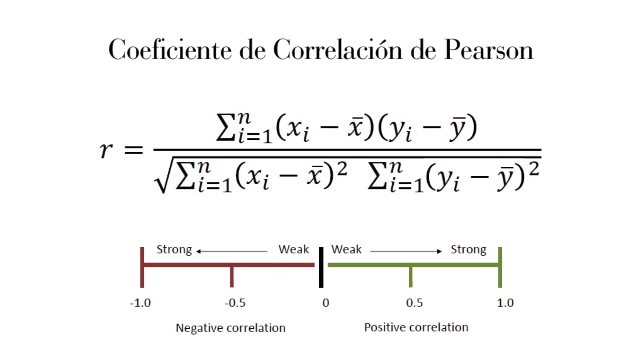 Coeficiente de Correlación de Pearson
r = \frac{\sum_{i=1}^{n}(x_i - \bar{x})(y_i - \bar{y})}{\sqrt{\sum_{i=1}^{n}(x_i - \bar{x})^2 \sum_{i=1}^{n}(y_i - \bar{y})^2}}
Strong Weak Weak Strong
-1.0 -0.5 0 0.5 1.0
Negative correlation Positive correlation